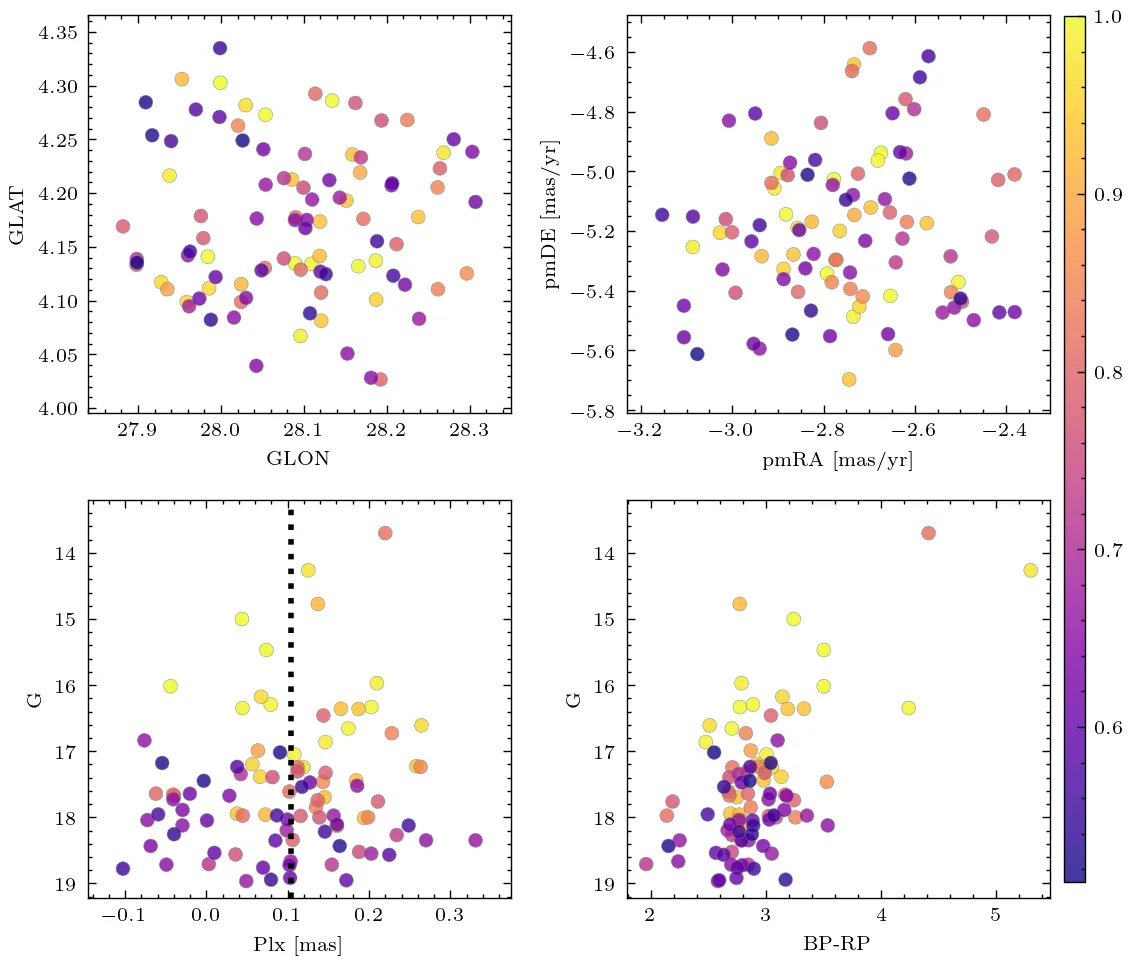 4.35
4.30
4.25
4.20
4.15
4.10
4.05
4.00
GLAT
27.9 28.0 28.1 28.2 28.3
GLON
−4.6
−4.8
−5.0
−5.2
−5.4
−5.6
−5.8
pmDE [mas/yr]
−3.2 −3.0 −2.8 −2.6 −2.4
pmRA [mas/yr]
14
15
16
17
18
19
G
−0.1 0.0 0.1 0.2 0.3
Plx [mas]
14
15
16
17
18
19
G
2 3 4 5
BP-RP
1.0
0.9
0.8
0.7
0.6